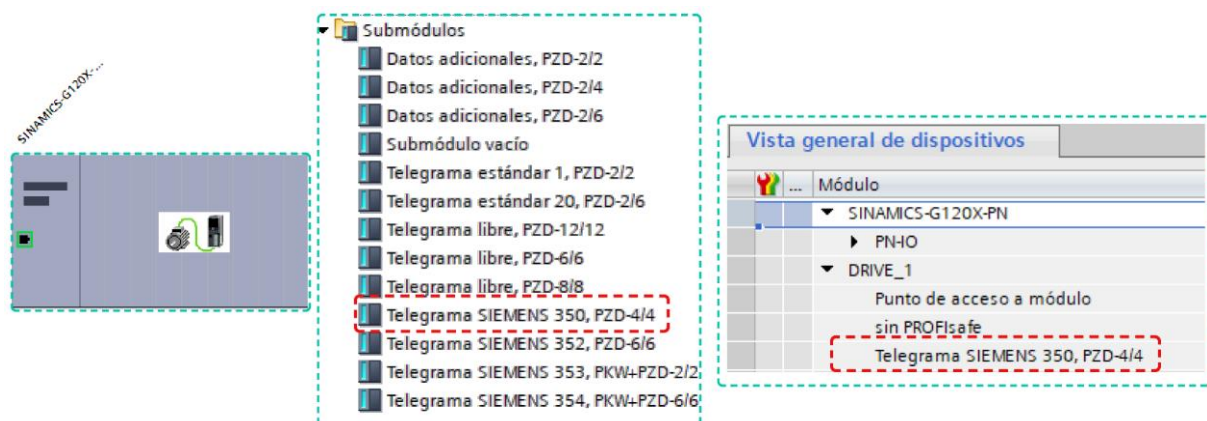 SINAMICS-G120X-...
Submódulos
Datos adicionales, PZD-2/2
Datos adicionales, PZD-2/4
Datos adicionales, PZD-2/6
Submódulo vacío
Telegrama estándar 1, PZD-2/2
Telegrama estándar 20, PZD-2/6
Telegrama libre, PZD-12/12
Telegrama libre, PZD-6/6
Telegrama libre, PZD-8/8
Telegrama SIEMENS 350, PZD-4/4
Telegrama SIEMENS 352, PZD-6/6
Telegrama SIEMENS 353, PKW+PZD-2/2
Telegrama SIEMENS 354, PKW+PZD-6/6
Vista general de dispositivos
... Módulo
SINAMICS-G120X-PN
PN-IO
DRIVE_1
Punto de acceso a módulo
sin PROFIsafe
Telegrama SIEMENS 350, PZD-4/4